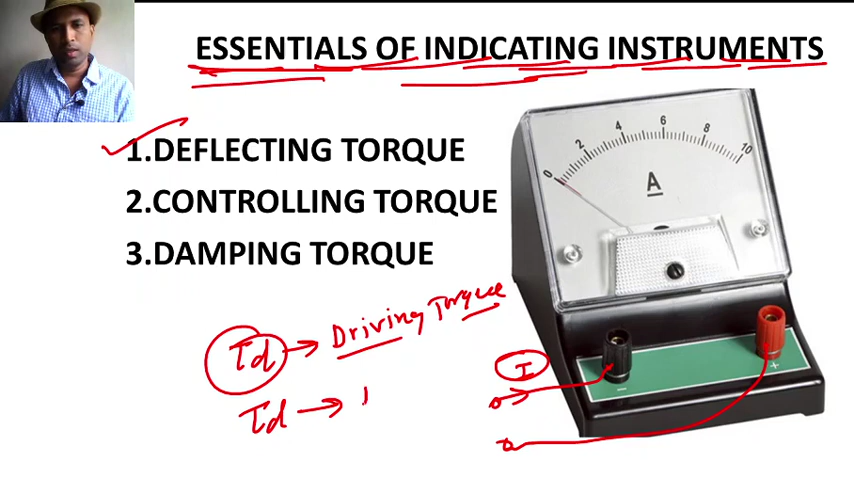 ESSENTIALS OF INDICATING INSTRUMENTS
1.DEFLECTING TORQUE
2.CONTROLLING TORQUE
3.DAMPING TORQUE
0 2 4 6 8 10
A
Td → Driving Torque
Td →
I
- +